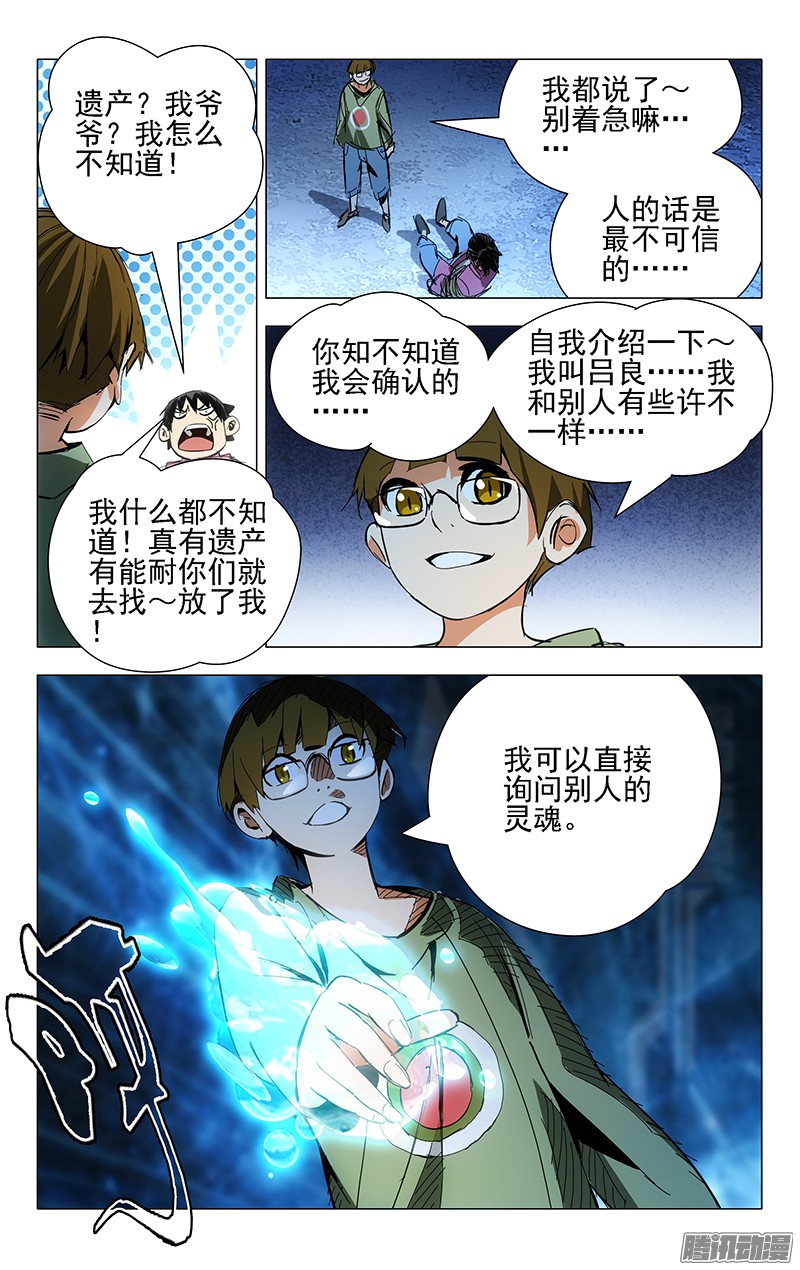 遗产？我爷
爷？我怎么
不知道！
我什么都不知
道！真有遗产
有能耐你们就
去找～放了我
！
我都说了～
别着急嘛……
……
人的话是
最不可信
的……
你知不知道
我会确认的
……
自我介绍一下～
我叫吕良……我
和别人有些许不
一样……
我可以直接
询问别人的
灵魂。
腾讯动漫